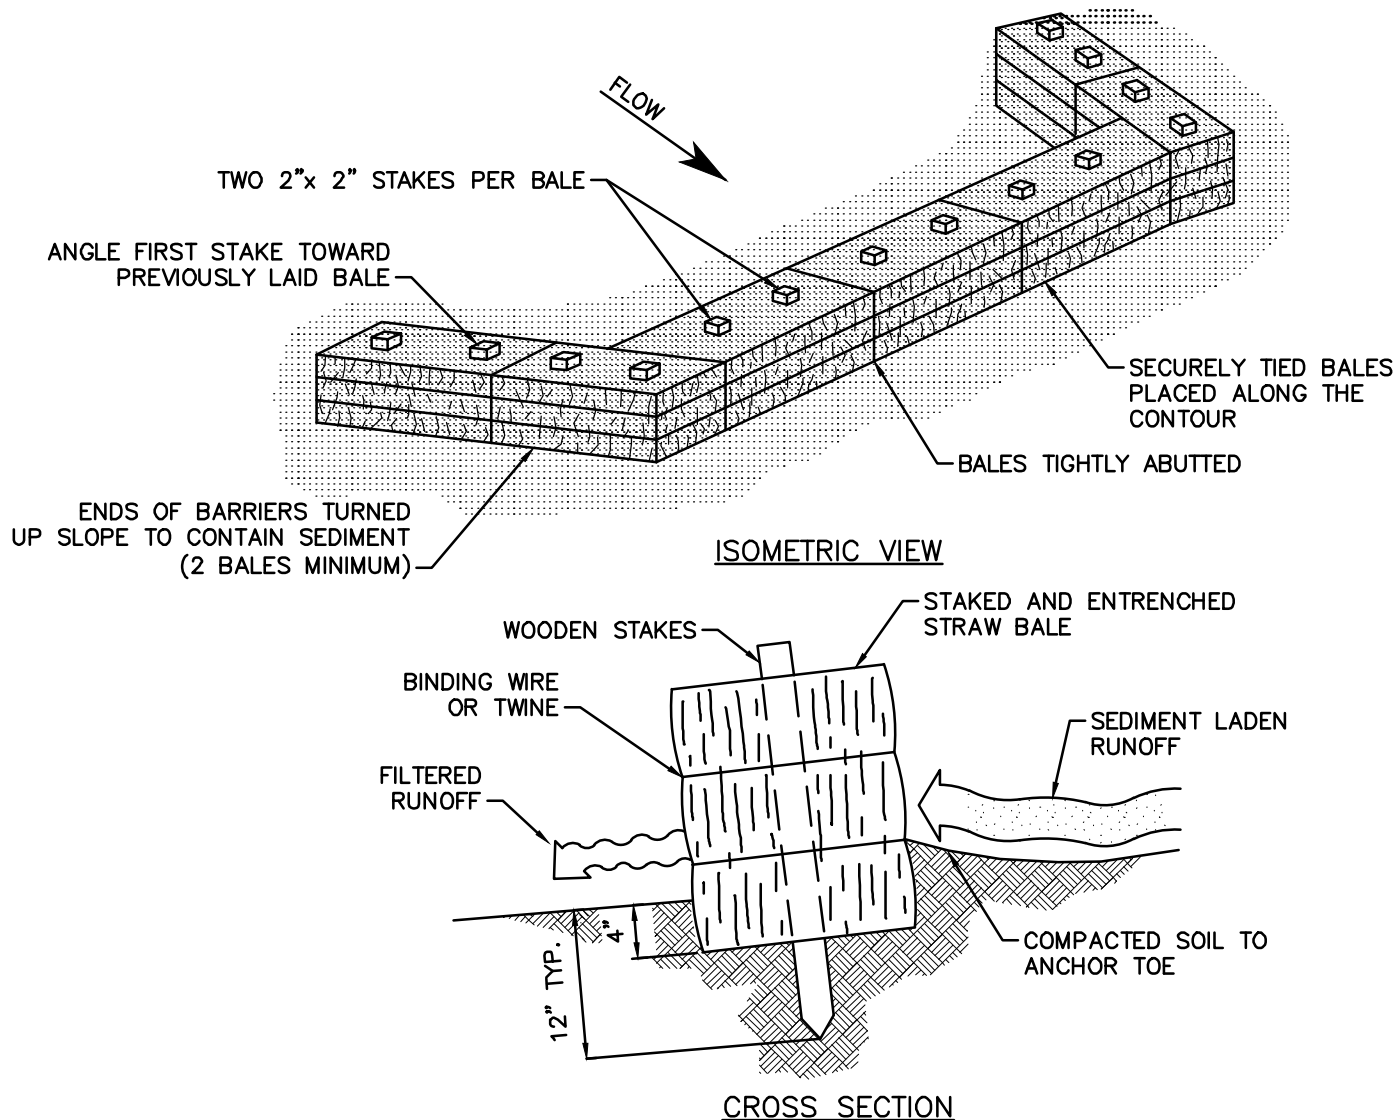 FLOW
TWO 2”x 2” STAKES PER BALE
ANGLE FIRST STAKE TOWARD
PREVIOUSLY LAID BALE
SECURELY TIED BALES
PLACED ALONG THE
CONTOUR
BALES TIGHTLY ABUTTED
ENDS OF BARRIERS TURNED
UP SLOPE TO CONTAIN SEDIMENT
(2 BALES MINIMUM)
ISOMETRIC VIEW
STAKED AND ENTRENCHED
STRAW BALE
WOODEN STAKES
BINDING WIRE
OR TWINE
SEDIMENT LADEN
RUNOFF
FILTERED
RUNOFF
4”
12” TYP.
COMPACTED SOIL TO
ANCHOR TOE
CROSS SECTION